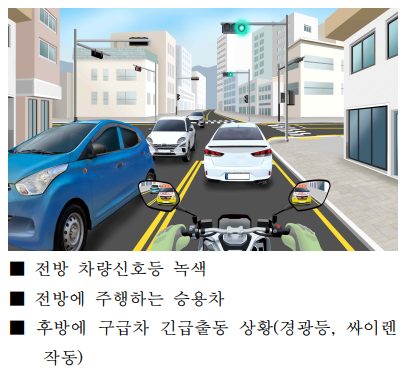 ■ 전방 차량신호등 녹색
■ 전방에 주행하는 승용차
■ 후방에 구급차 긴급출동 상황(경광등, 싸이렌
작동)